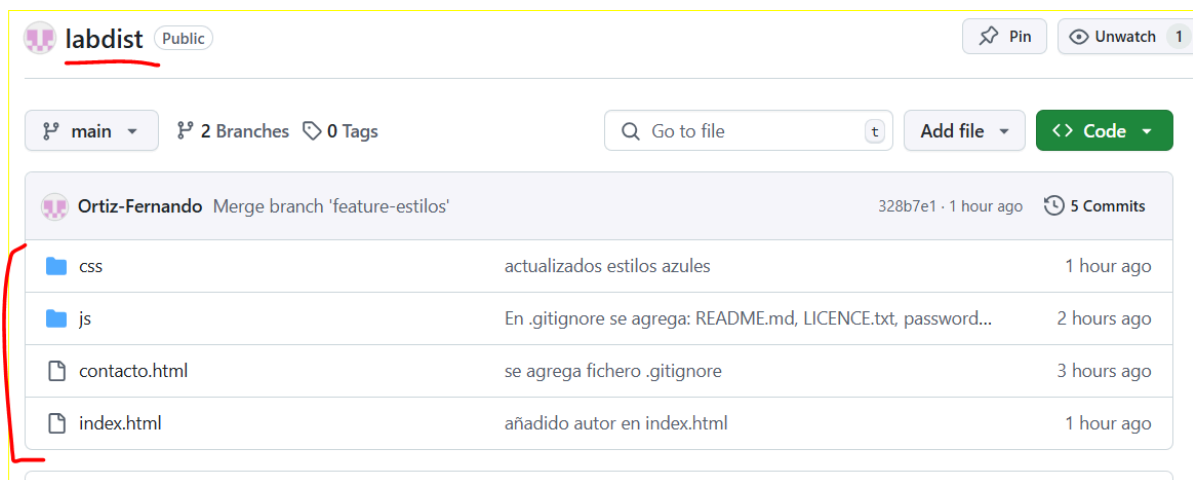 labdist Public Pin Unwatch 1
main 2 Branches 0 Tags Go to file t Add file Code
Ortiz-Fernando Merge branch 'feature-estilos' 328b7e1 · 1 hour ago 5 Commits
css actualizados estilos azules 1 hour ago
js En .gitignore se agrega: README.md, LICENCE.txt, password... 2 hours ago
contacto.html se agrega fichero .gitignore 3 hours ago
index.html añadido autor en index.html 1 hour ago